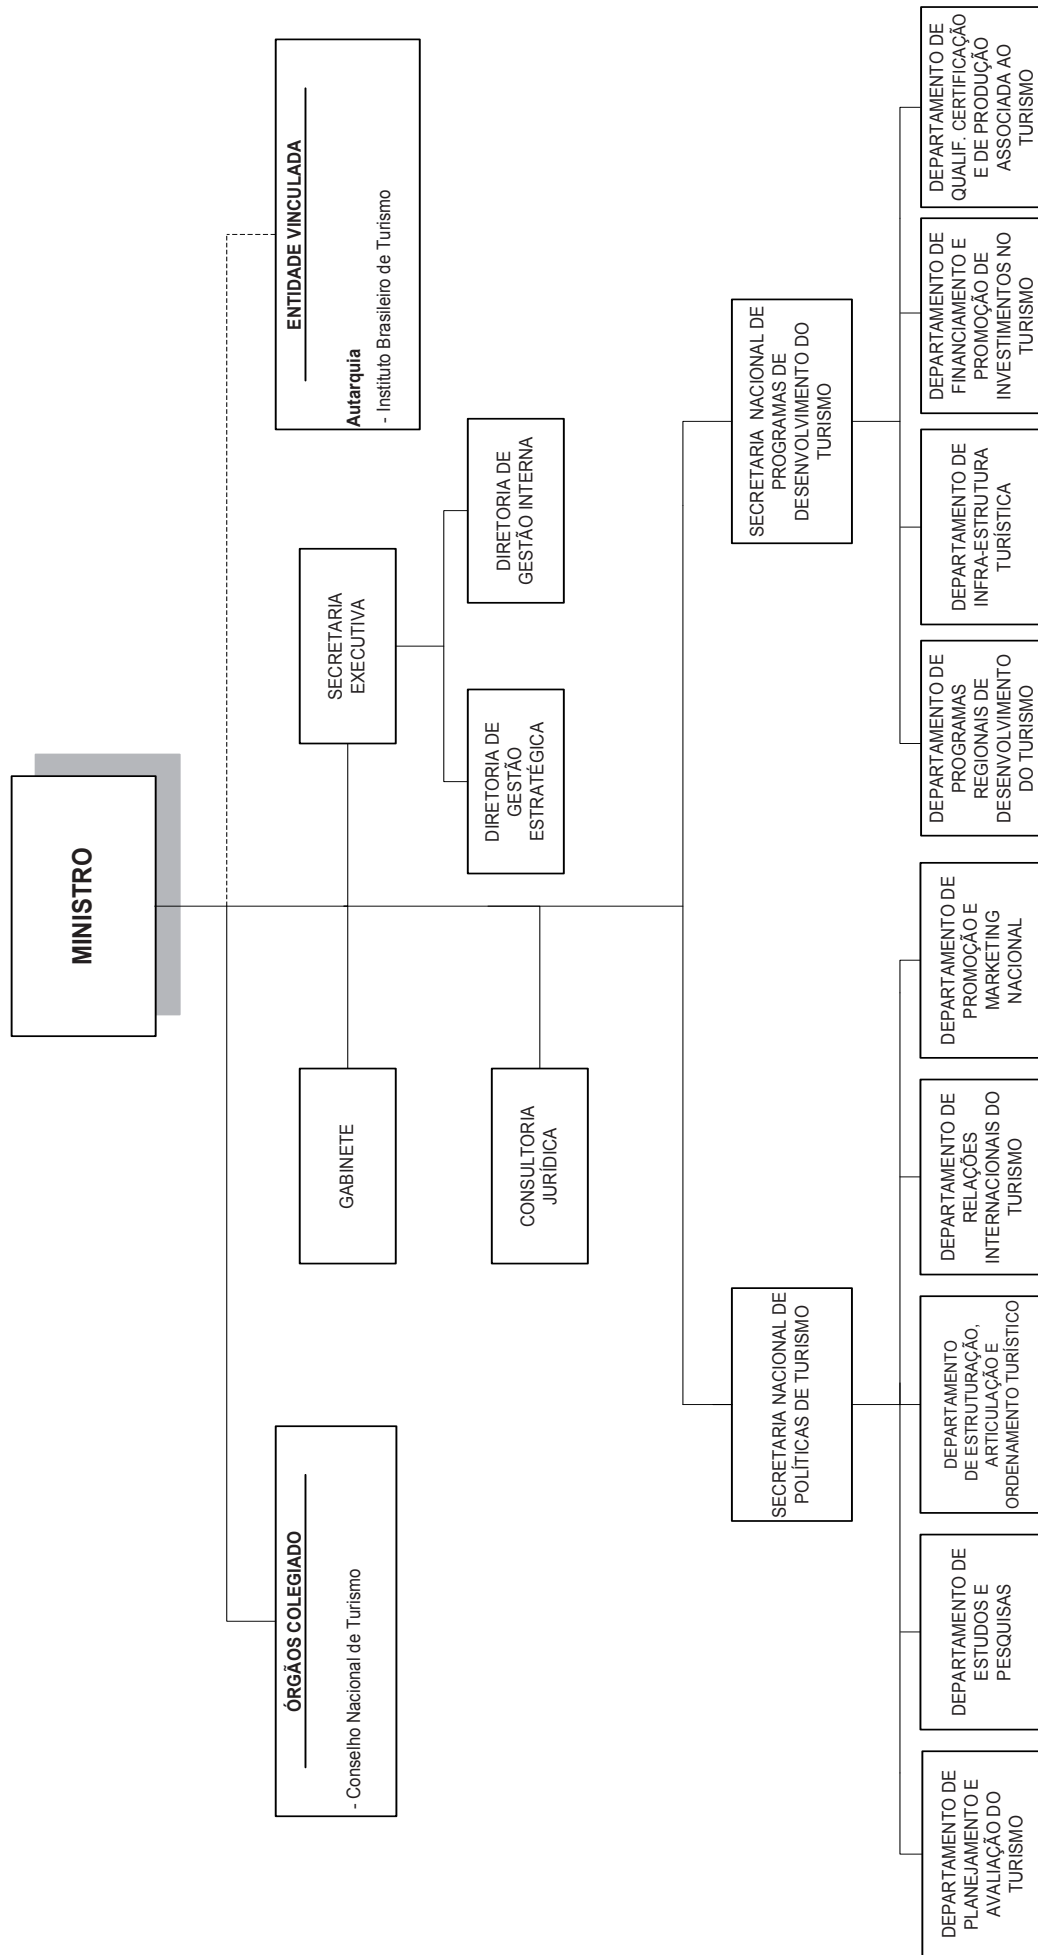 MINISTRO
ÓRGÃOS COLEGIADO
- Conselho Nacional de Turismo
ENTIDADE VINCULADA
Autarquia
- Instituto Brasileiro de Turismo
GABINETE
SECRETARIA
EXECUTIVA
CONSULTORIA
JURÍDICA
DIRETORIA DE
GESTÃO
ESTRATÉGICA
DIRETORIA DE
GESTÃO INTERNA
SECRETARIA NACIONAL DE
POLÍTICAS DE TURISMO
SECRETARIA NACIONAL DE
PROGRAMAS DE
DESENVOLVIMENTO DO
TURISMO
DEPARTAMENTO DE
PLANEJAMENTO E
AVALIAÇÃO DO
TURISMO
DEPARTAMENTO DE
ESTUDOS E
PESQUISAS
DEPARTAMENTO
DE ESTRUTURAÇÃO,
ARTICULAÇÃO E
ORDENAMENTO TURÍSTICO
DEPARTAMENTO DE
RELAÇÕES
INTERNACIONAIS DO
TURISMO
DEPARTAMENTO DE
PROMOÇÃO E
MARKETING
NACIONAL
DEPARTAMENTO DE
PROGRAMAS
REGIONAIS DE
DESENVOLVIMENTO
DO TURISMO
DEPARTAMENTO DE
INFRA-ESTRUTURA
TURÍSTICA
DEPARTAMENTO DE
FINANCIAMENTO E
PROMOÇÃO DE
INVESTIMENTOS NO
TURISMO
DEPARTAMENTO DE
QUALIF. CERTIFICAÇÃO
E DE PRODUÇÃO
ASSOCIADA AO
TURISMO